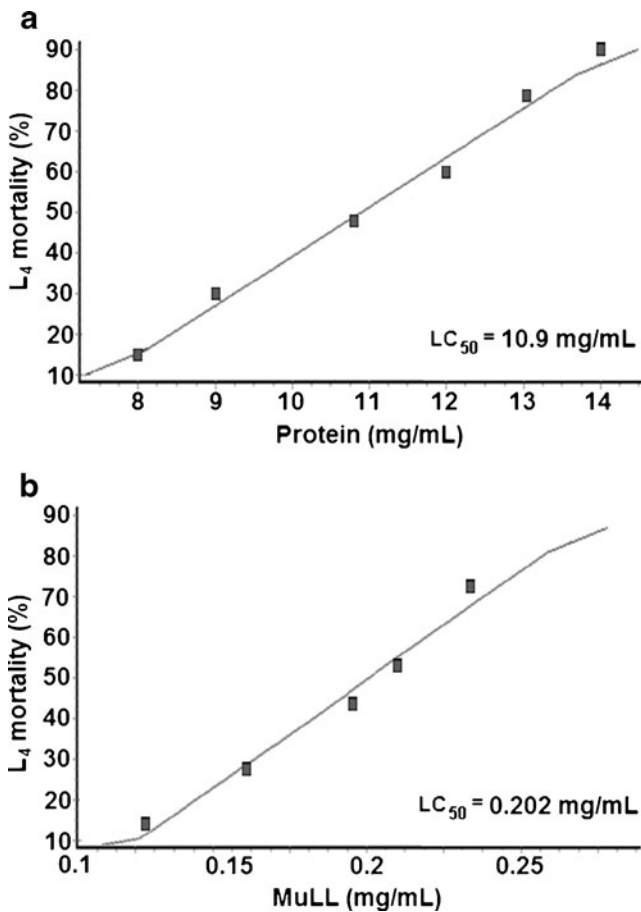 a
L₄ mortality (%)
90
80
70
60
50
40
30
20
10
LC₅₀ = 10.9 mg/mL
8 9 10 11 12 13 14
Protein (mg/mL)
b
L₄ mortality (%)
90
80
70
60
50
40
30
20
10
LC₅₀ = 0.202 mg/mL
0.1 0.15 0.2 0.25
MuLL (mg/mL)